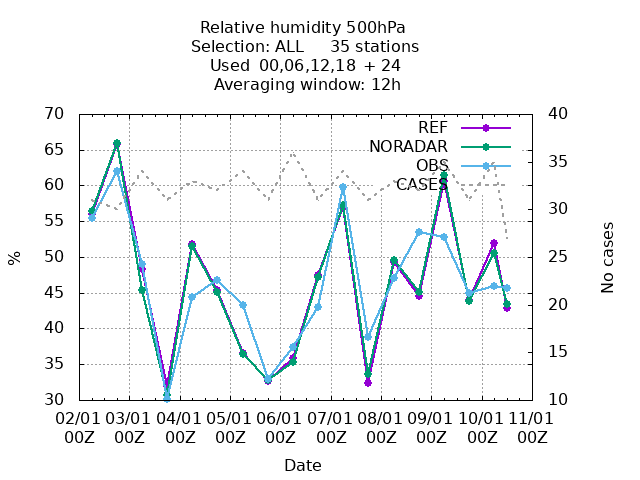 Relative humidity 500hPa
Selection: ALL     35 stations
Used  00,06,12,18 + 24
Averaging window: 12h
70 40
REF
65 NORADAR 35
OBS
60 CASES 30
55
%
50 25
No cases
45 20
40
35 15
30 10
02/01 03/01 04/01 05/01 06/01 07/01 08/01 09/01 10/01 11/01
00Z 00Z 00Z 00Z 00Z 00Z 00Z 00Z 00Z 00Z
Date